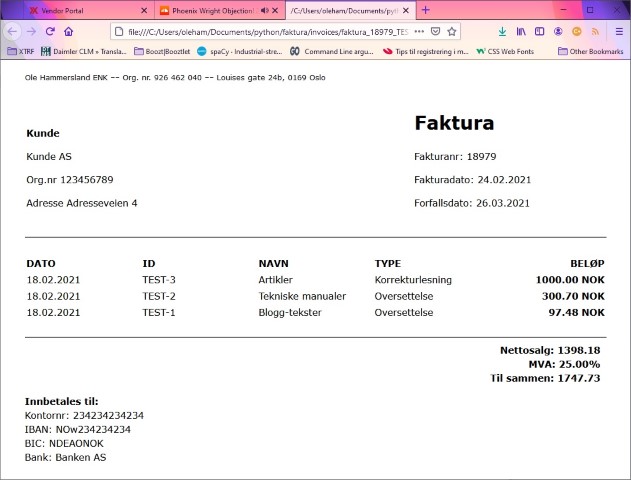 Vendor Portal
Phoenix Wright Objection!
/C:/Users/oleham/Documents/pyt
file:///C:/Users/oleham/Documents/python/faktura/invoices/faktura_18979_TES
XTRF
Daimler CLM » Transla...
Boozt|Booztlet
spaCy - Industrial-stre...
Command Line argu...
Tips til registrering i m...
CSS Web Fonts
Other Bookmarks
Ole Hammersland ENK -- Org. nr. 926 462 040 -- Louises gate 24b, 0169 Oslo
Faktura
Kunde
Kunde AS
Fakturanr: 18979
Org.nr 123456789
Fakturadato: 24.02.2021
Adresse Adresseveien 4
Forfallsdato: 26.03.2021
DATO ID NAVN TYPE BELØP
18.02.2021 TEST-3 Artikler Korrekturlesning 1000.00 NOK
18.02.2021 TEST-2 Tekniske manualer Oversettelse 300.70 NOK
18.02.2021 TEST-1 Blogg-tekster Oversettelse 97.48 NOK
Nettosalg: 1398.18
MVA: 25.00%
Til sammen: 1747.73
Innbetales til:
Kontornr: 234234234234
IBAN: NOw234234234
BIC: NDEAONOK
Bank: Banken AS